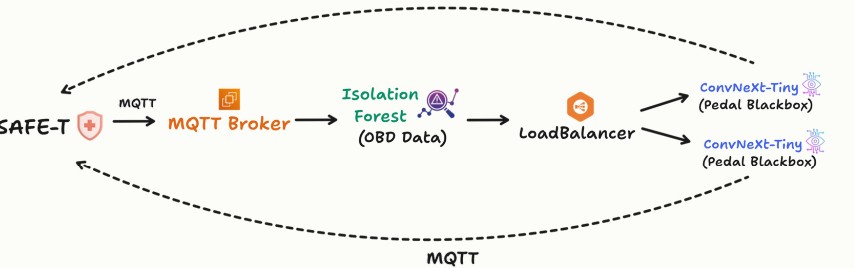 SAFE-T
MQTT
MQTT Broker
Isolation
Forest
(OBD Data)
LoadBalancer
ConvNeXt-Tiny
(Pedal Blackbox)
ConvNeXt-Tiny
(Pedal Blackbox)
MQTT